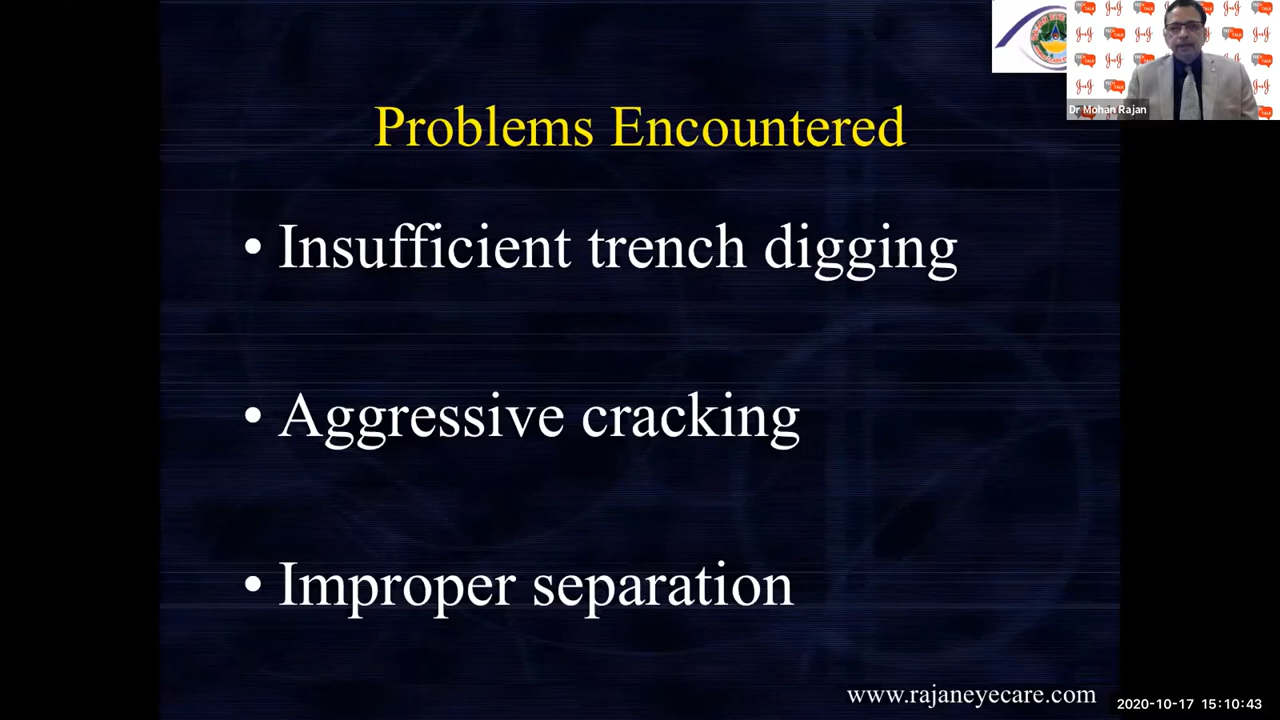 Problems Encountered
• Insufficient trench digging
• Aggressive cracking
• Improper separation
www.rajaneyecare.com
Dr Mohan Rajan
2020-10-17 15:10:43